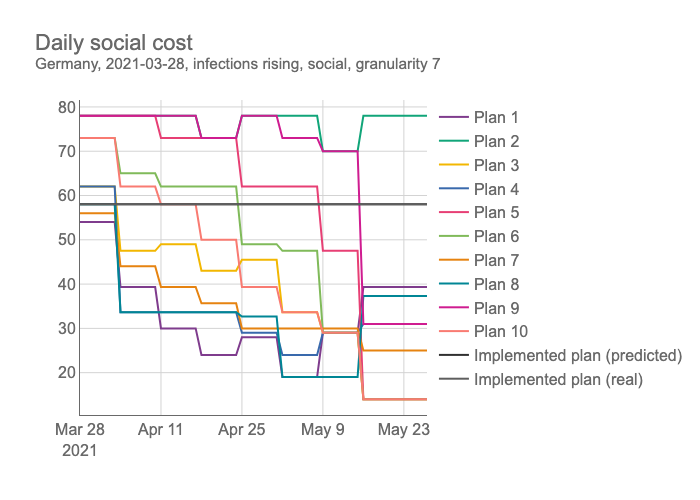 Daily social cost
Germany, 2021-03-28, infections rising, social, granularity 7
80
70
60
50
40
30
20
Mar 28
2021
Apr 11
Apr 25
May 9
May 23
Plan 1
Plan 2
Plan 3
Plan 4
Plan 5
Plan 6
Plan 7
Plan 8
Plan 9
Plan 10
Implemented plan (predicted)
Implemented plan (real)